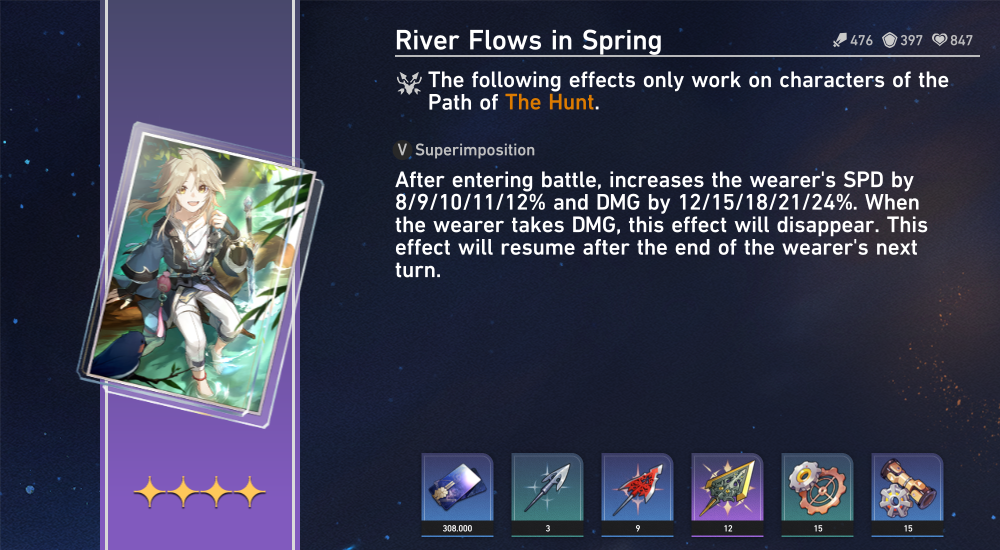 River Flows in Spring
476 397 847
The following effects only work on characters of the
Path of The Hunt.
V Superimposition
After entering battle, increases the wearer's SPD by
8/9/10/11/12% and DMG by 12/15/18/21/24%. When
the wearer takes DMG, this effect will disappear. This
effect will resume after the end of the wearer's next
turn.
308.000 3 9 12 15 15